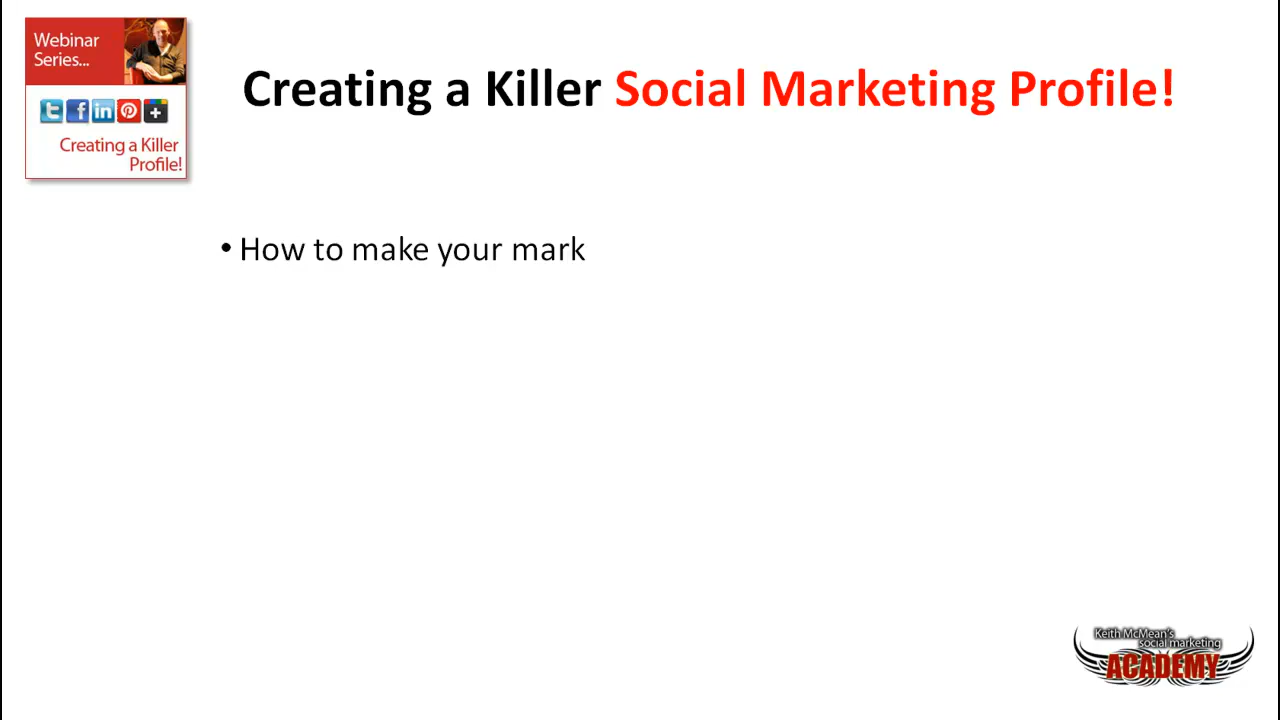 Webinar
Series...
Creating a Killer
Profile!
Creating a Killer Social Marketing Profile!
• How to make your mark
Keith McMean's
social marketing
ACADEMY